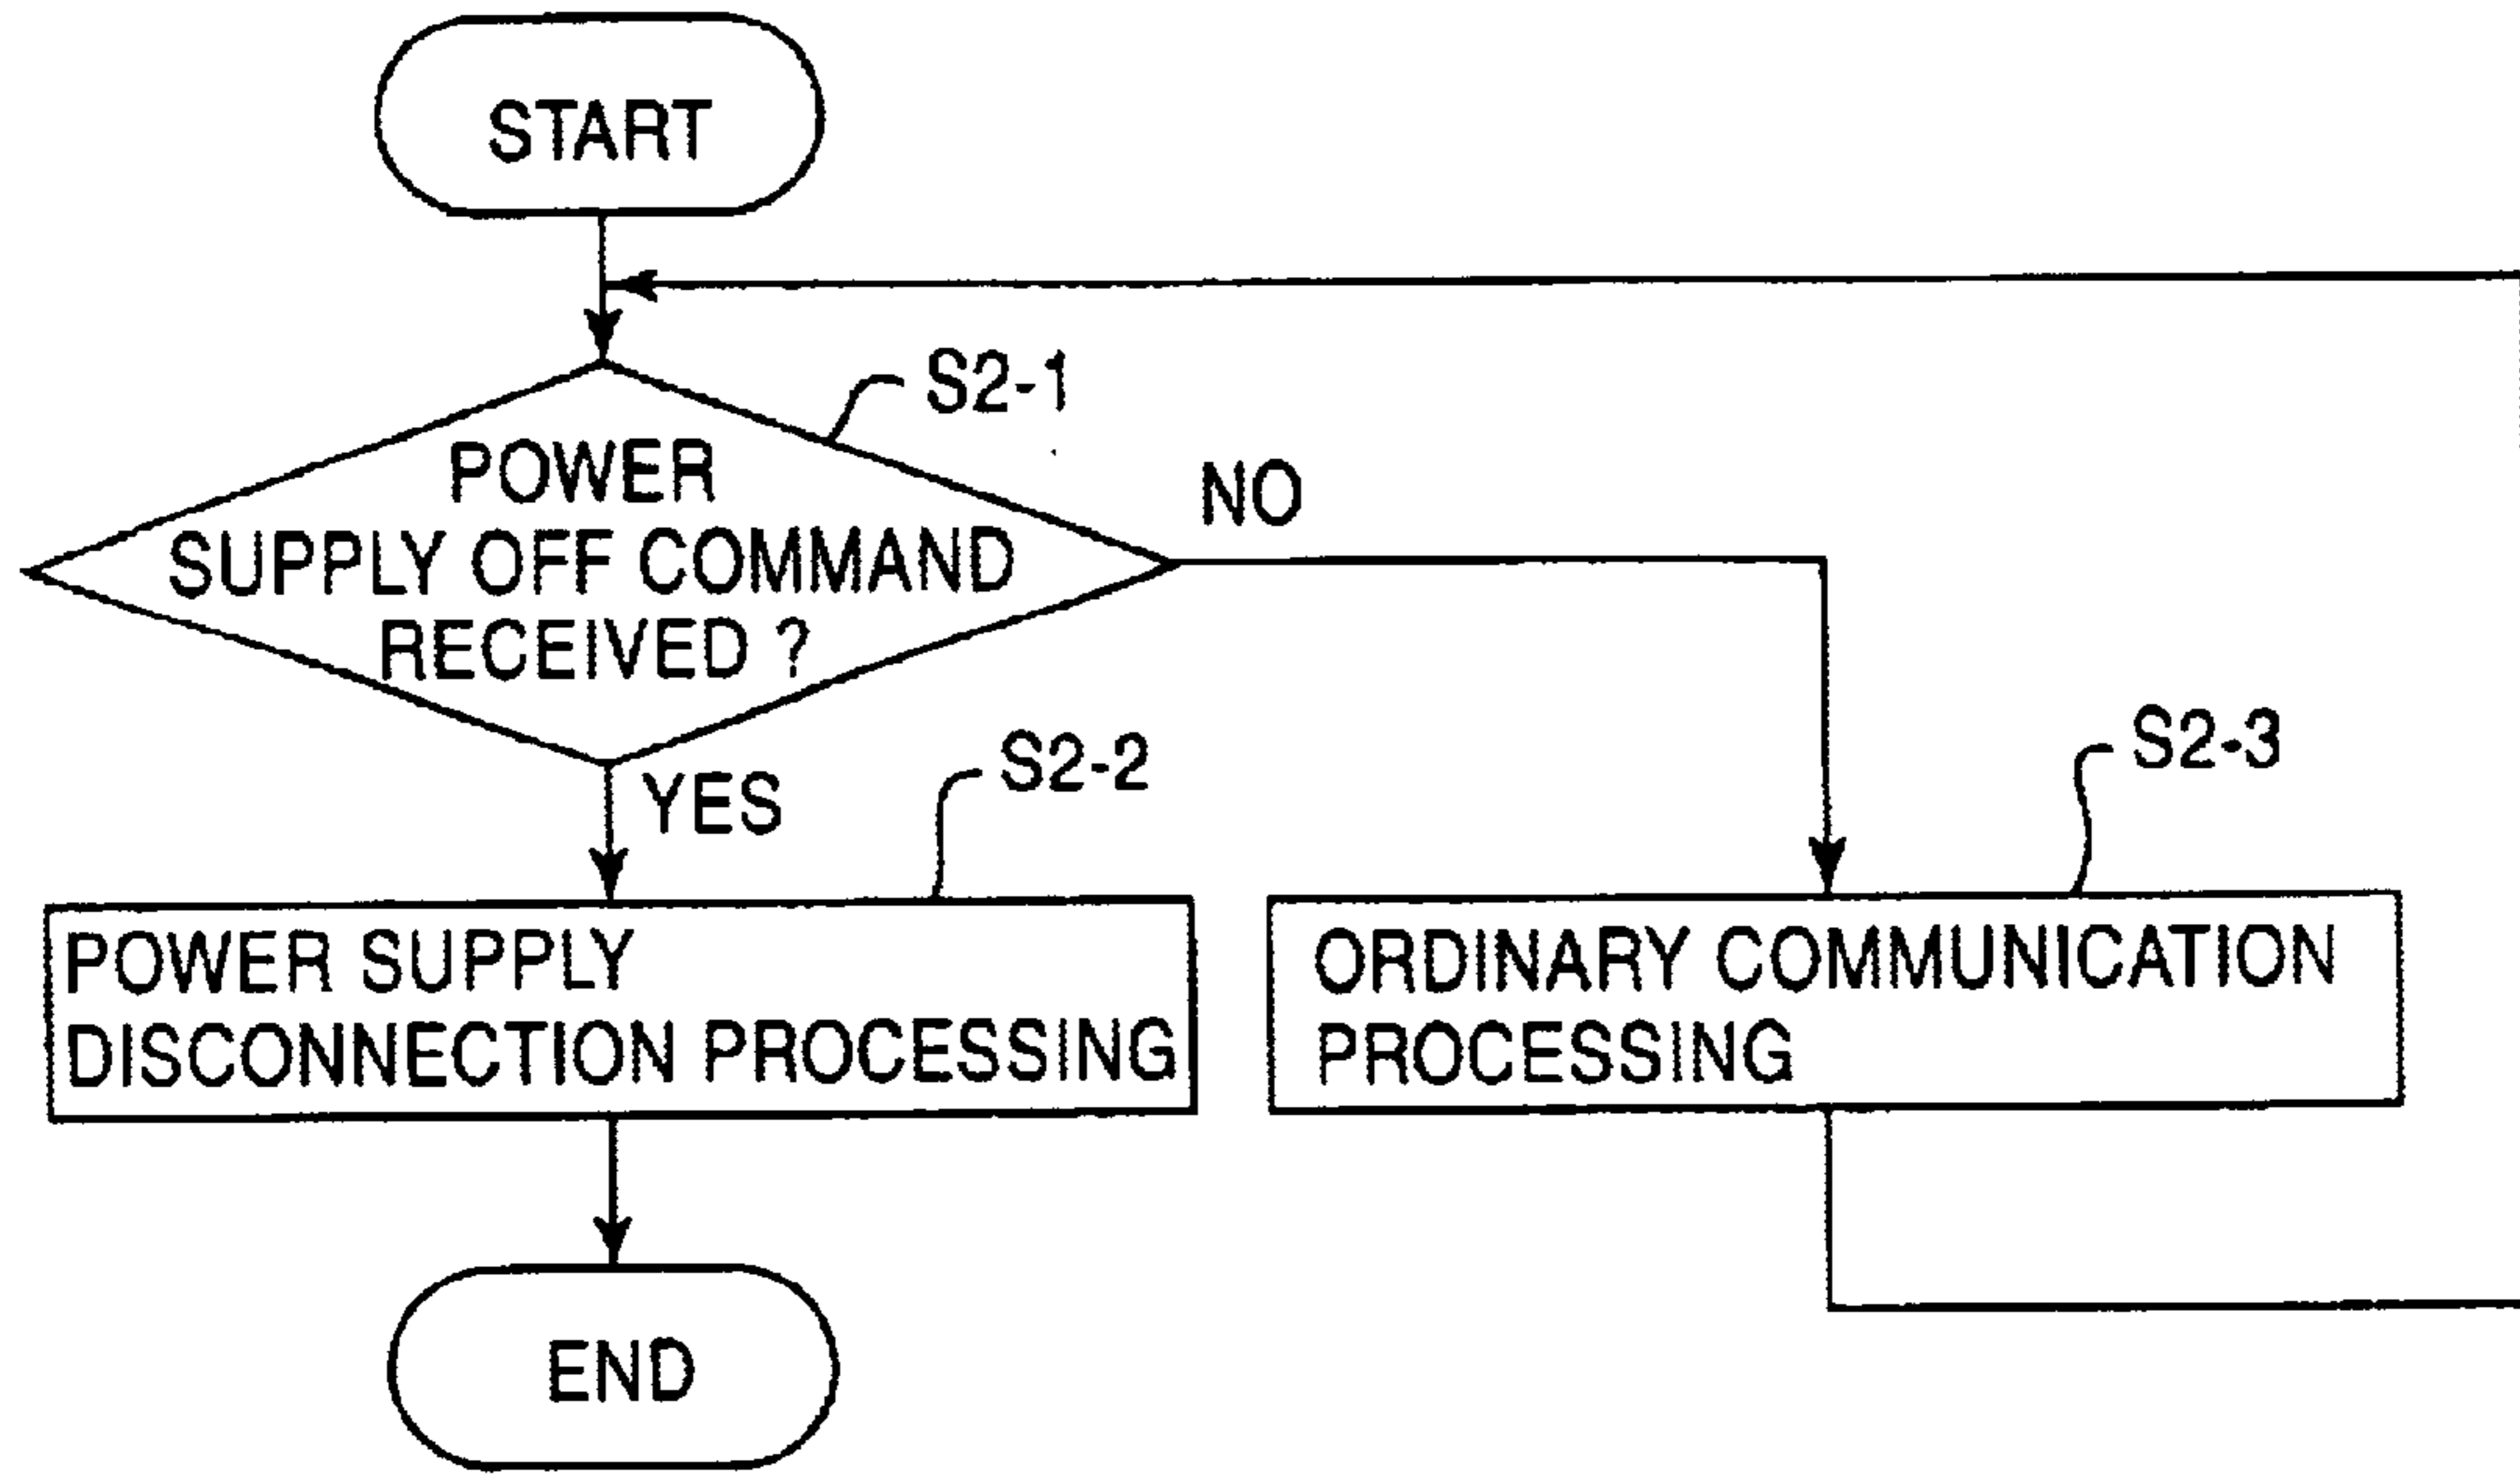 START
S2-1
POWER
SUPPLY OFF COMMAND
RECEIVED ?
NO
YES
S2-2
S2-3
POWER SUPPLY
DISCONNECTION PROCESSING
ORDINARY COMMUNICATION
PROCESSING
END